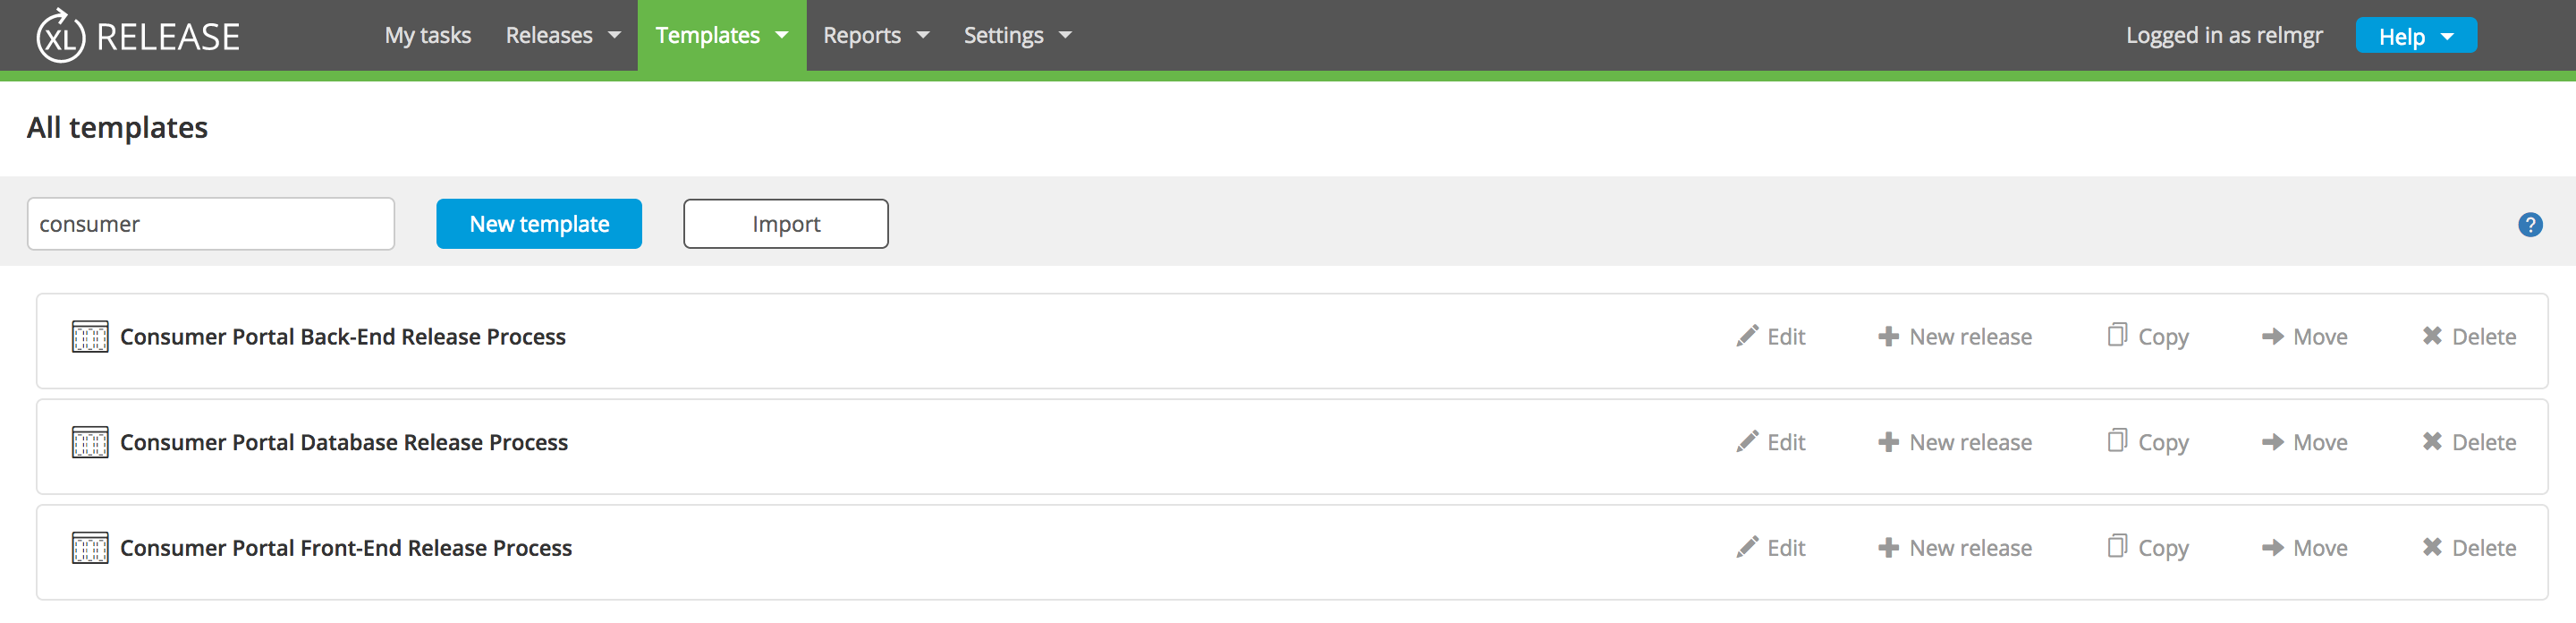 XL RELEASE My tasks Releases Templates Reports Settings Logged in as relmgr Help
All templates
consumer New template Import ?
Consumer Portal Back-End Release Process Edit New release Copy Move Delete
Consumer Portal Database Release Process Edit New release Copy Move Delete
Consumer Portal Front-End Release Process Edit New release Copy Move Delete